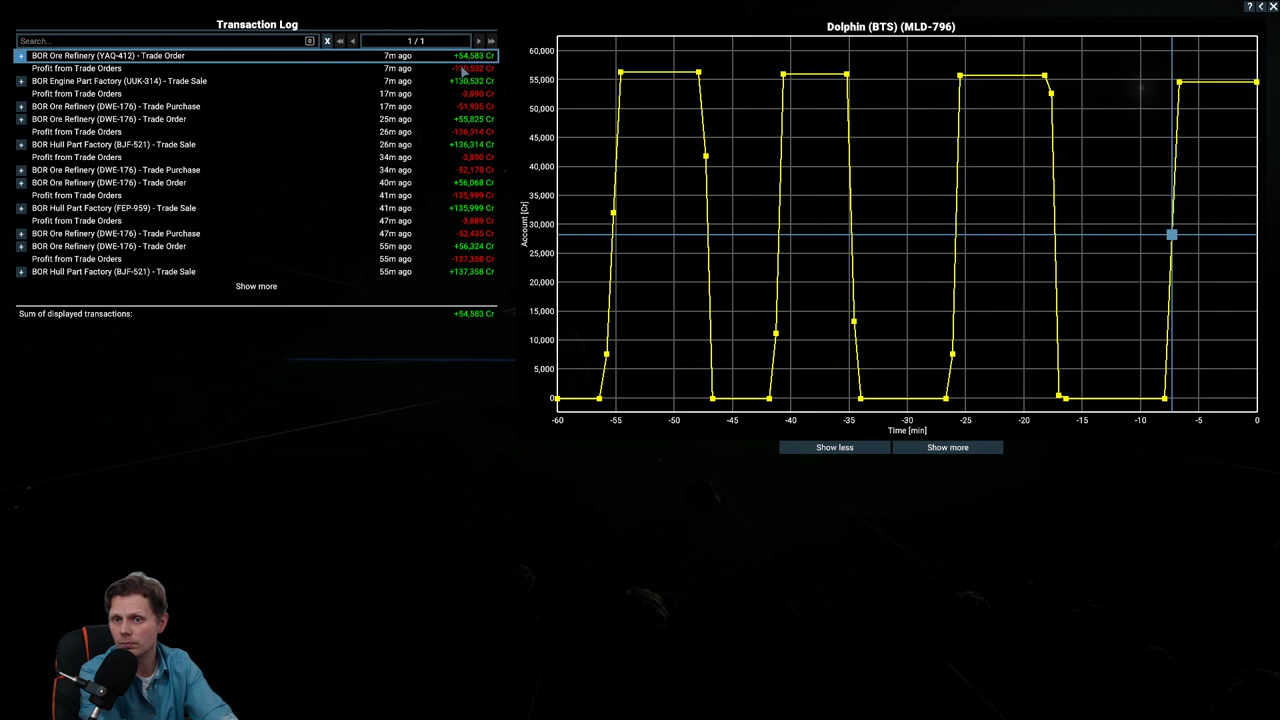 Transaction Log
Search...
1 / 1
BOR Ore Refinery (YAQ-412) - Trade Order 7m ago +54,583 Cr
Profit from Trade Orders 7m ago -130,532 Cr
BOR Engine Part Factory (UUK-314) - Trade Sale 7m ago +130,532 Cr
Profit from Trade Orders 17m ago -3,890 Cr
BOR Ore Refinery (DWE-176) - Trade Purchase 17m ago -51,935 Cr
BOR Ore Refinery (DWE-176) - Trade Order 25m ago +55,825 Cr
Profit from Trade Orders 26m ago -136,314 Cr
BOR Hull Part Factory (BJF-521) - Trade Sale 26m ago +136,314 Cr
Profit from Trade Orders 34m ago -3,890 Cr
BOR Ore Refinery (DWE-176) - Trade Purchase 34m ago -52,178 Cr
BOR Ore Refinery (DWE-176) - Trade Order 40m ago +56,068 Cr
Profit from Trade Orders 41m ago -135,999 Cr
BOR Hull Part Factory (FEP-959) - Trade Sale 41m ago +135,999 Cr
Profit from Trade Orders 47m ago -3,889 Cr
BOR Ore Refinery (DWE-176) - Trade Purchase 47m ago -52,435 Cr
BOR Ore Refinery (DWE-176) - Trade Order 55m ago +56,324 Cr
Profit from Trade Orders 55m ago -137,358 Cr
BOR Hull Part Factory (BJF-521) - Trade Sale 55m ago +137,358 Cr
Show more
Sum of displayed transactions: +54,583 Cr
Dolphin (BTS) (MLD-796)
60,000
55,000
50,000
45,000
40,000
35,000
30,000
25,000
20,000
15,000
10,000
5,000
0
Account [Cr]
-60 -55 -50 -45 -40 -35 -30 -25 -20 -15 -10 -5 0
Time [min]
Show less
Show more